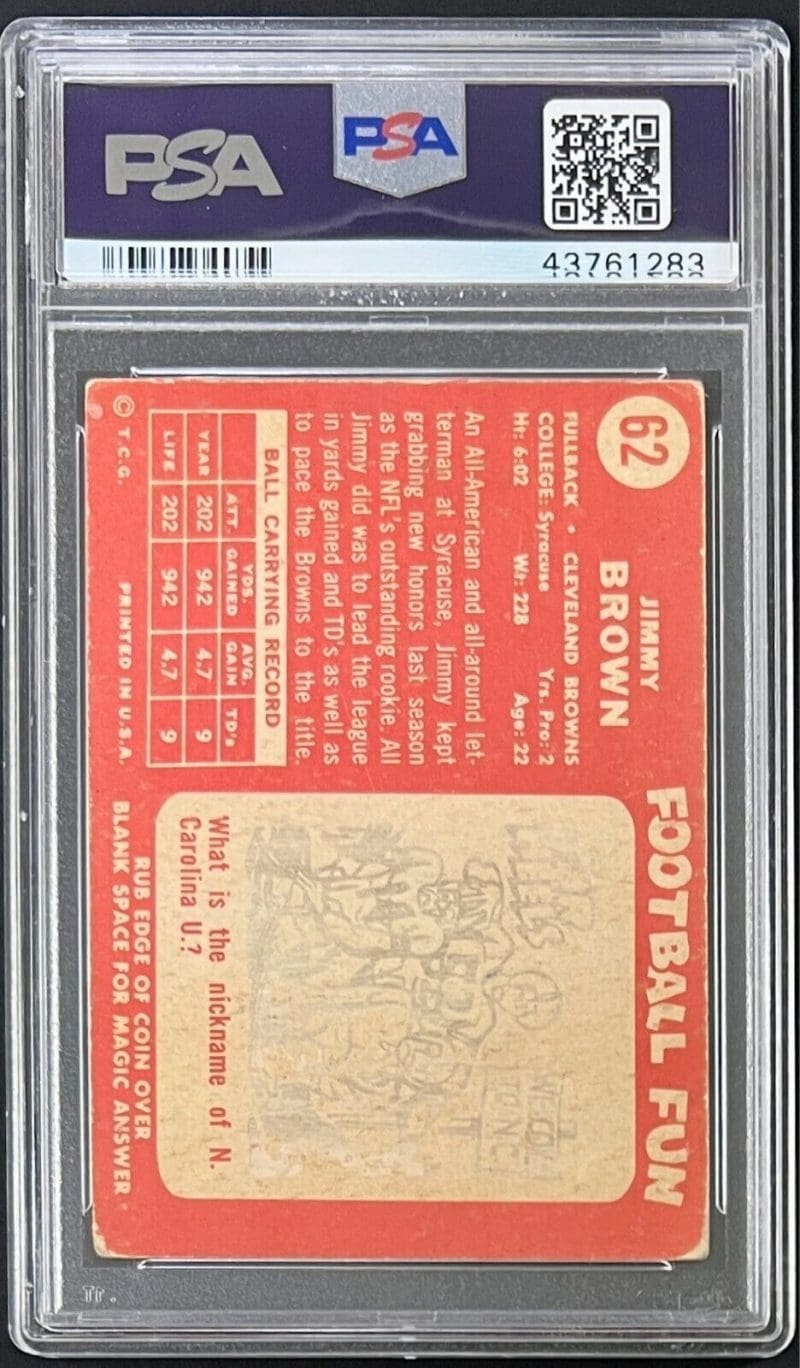 PSA
PSA
43761283
62
JIMMY
BROWN
FULLBACK • CLEVELAND BROWNS
COLLEGE: Syracuse Yrs. Pro: 2
Ht: 6:02 Wt: 228 Age: 22
An All-American and all-around let-
terman at Syracuse, Jimmy kept
grabbing new honors last season
as the NFL's outstanding rookie. All
Jimmy did was to lead the league
in yards gained and TD's as well as
to pace the Browns to the title.
BALL CARRYING RECORD
ATT. YDS. GAINED AVG. GAIN TD's
YEAR 202 942 4.7 9
LIFE 202 942 4.7 9
© T.C.G. PRINTED IN U.S.A.
FOOTBALL FUN
WELCOME
TO NC
What is the nickname of N.
Carolina U.?
RUB EDGE OF COIN OVER
BLANK SPACE FOR MAGIC ANSWER